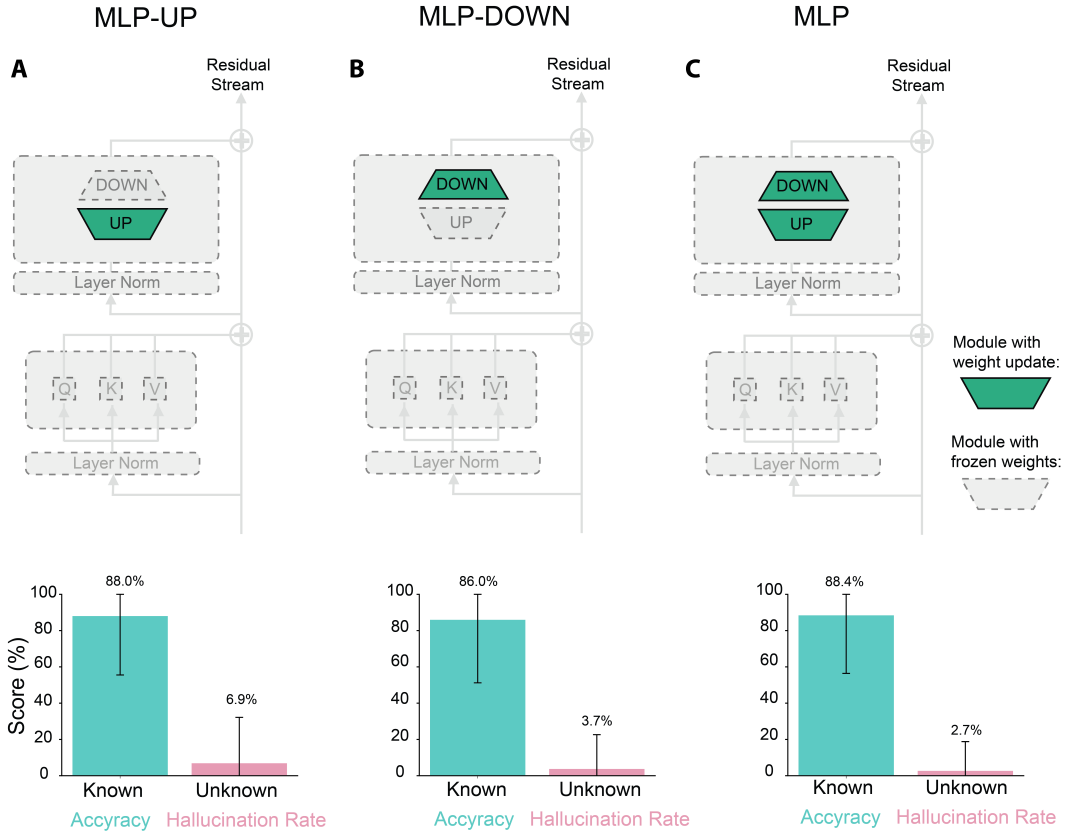 MLP-UP
MLP-DOWN
MLP
A
Residual
Stream
DOWN
UP
Layer Norm
Q
K
V
Layer Norm
B
Residual
Stream
DOWN
UP
Layer Norm
Q
K
V
Layer Norm
C
Residual
Stream
DOWN
UP
Layer Norm
Q
K
V
Layer Norm
Module with
weight update:
Module with
frozen weights:
Score (%)
100
80
60
40
20
0
88.0%
6.9%
Known
Unknown
Accyracy
Hallucination Rate
100
80
60
40
20
0
86.0%
3.7%
Known
Unknown
Accyracy
Hallucination Rate
100
80
60
40
20
0
88.4%
2.7%
Known
Unknown
Accyracy
Hallucination Rate